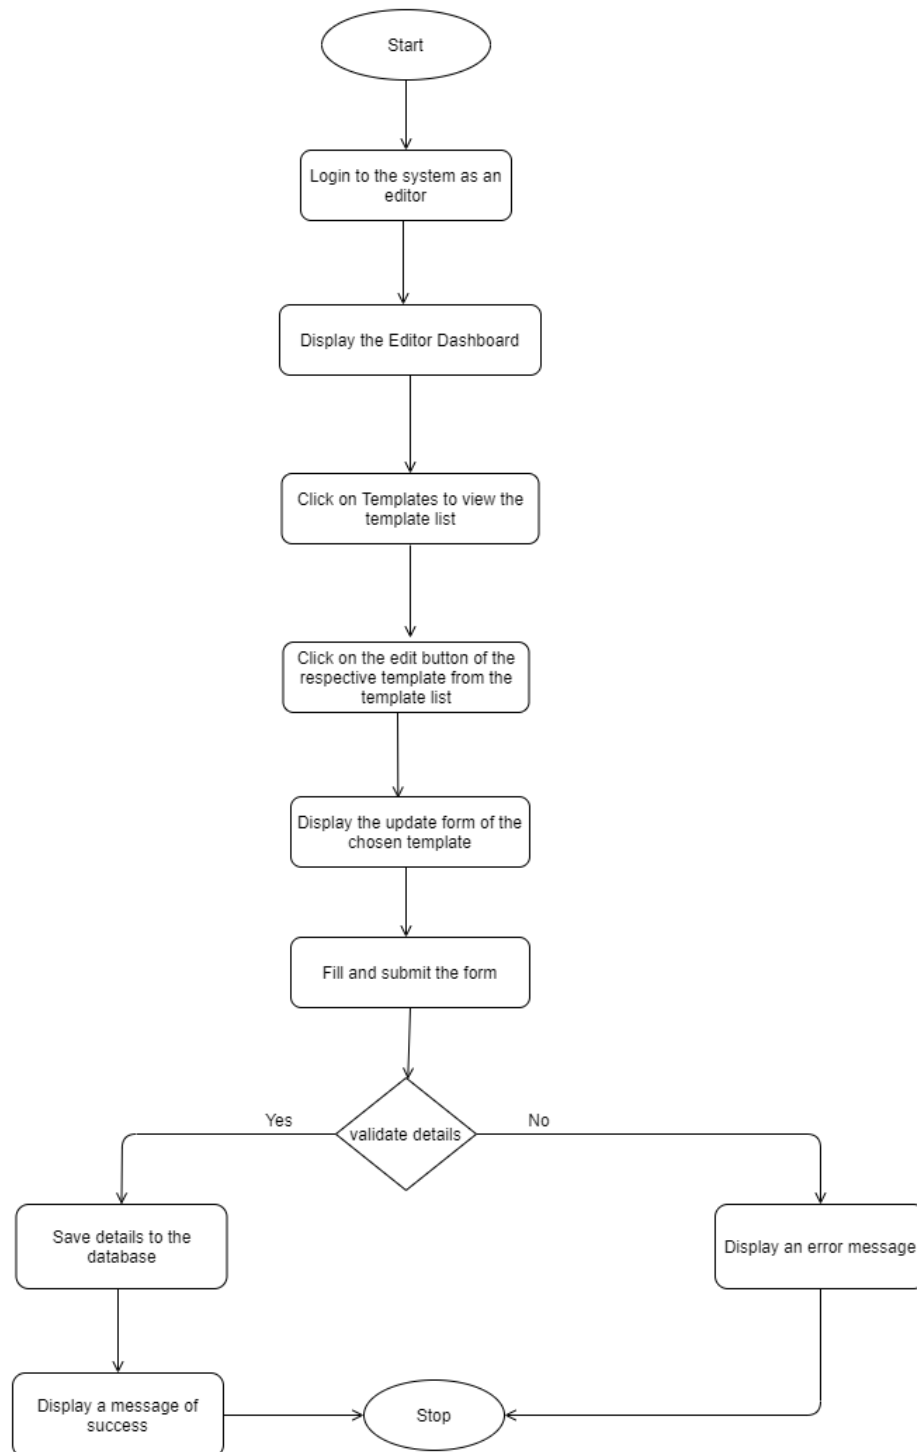 Start
Login to the system as an
editor
Display the Editor Dashboard
Click on Templates to view the
template list
Click on the edit button of the
respective template from the
template list
Display the update form of the
chosen template
Fill and submit the form
Yes
validate details
No
Save details to the
database
Display an error message
Display a message of
success
Stop